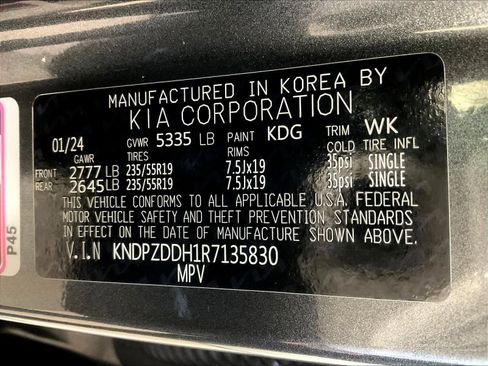 MANUFACTURED IN KOREA BY
KIA CORPORATION
01/24 GVWR 5335 LB PAINT KDG TRIM WK
GAWR TIRES RIMS COLD TIRE INFL
FRONT 2777 LB 235/55R19 7.5Jx19 35psi SINGLE
REAR 2645 LB 235/55R19 7.5Jx19 35psi SINGLE
THIS VEHICLE CONFORMS TO ALL APPLICABLE U.S.A. FEDERAL
MOTOR VEHICLE SAFETY AND THEFT PREVENTION STANDARDS
IN EFFECT ON THE DATE OF MANUFACTURE SHOWN ABOVE
V.I.N KNDPZDDH1R7135830
MPV
P45